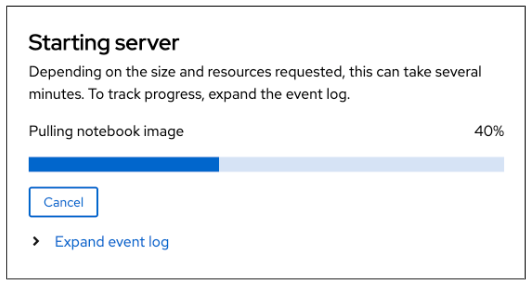 Starting server
Depending on the size and resources requested, this can take several
minutes. To track progress, expand the event log.
Pulling notebook image 40%
Cancel
Expand event log